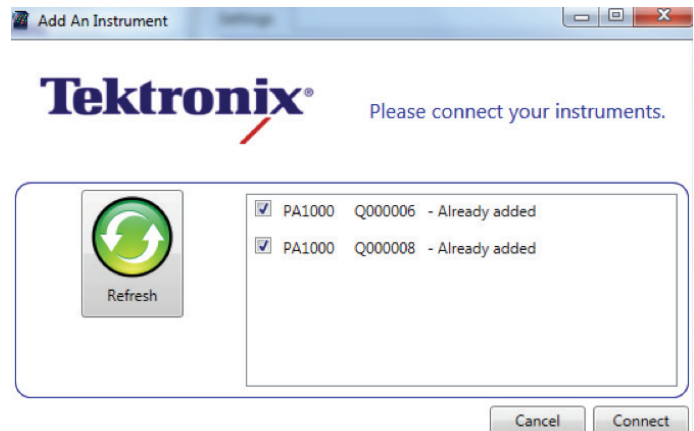 Add An Instrument
Settings
Tektronix®
Please connect your instruments.
PA1000 Q000006 - Already added
PA1000 Q000008 - Already added
Refresh
Cancel Connect